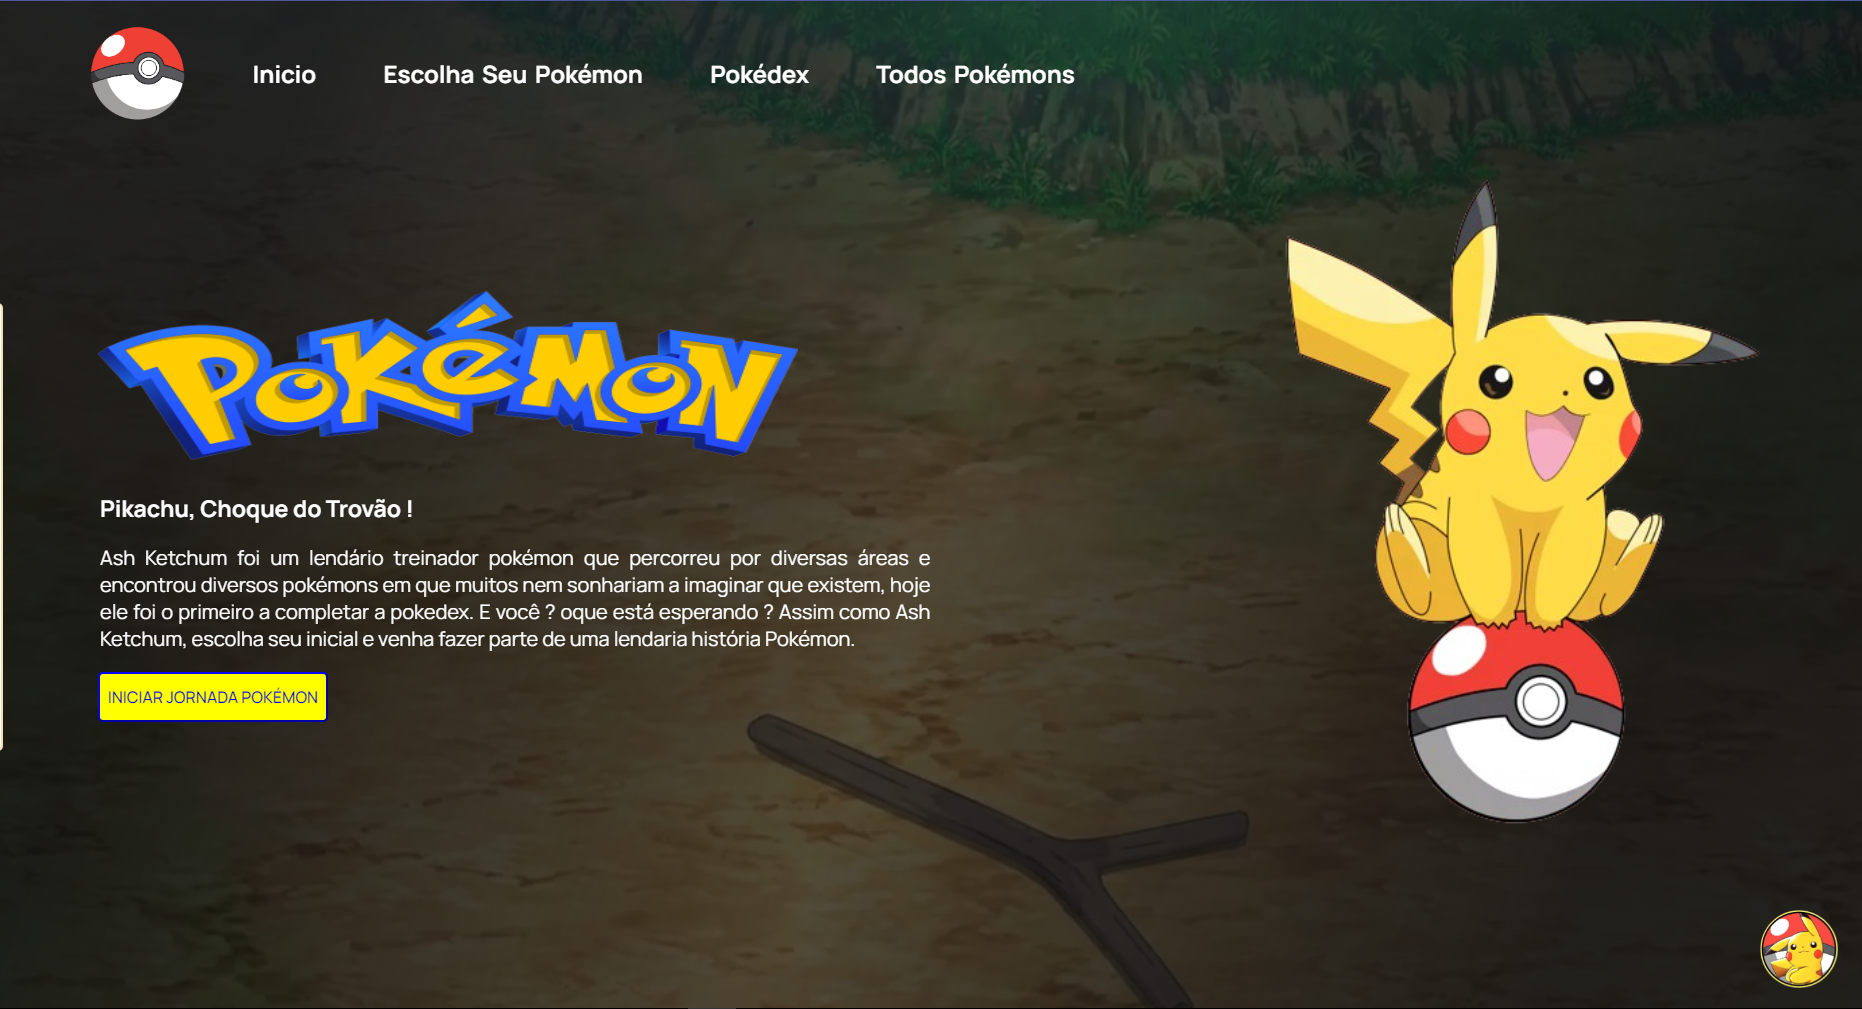 Inicio
Escolha Seu Pokémon
Pokédex
Todos Pokémons
POKéMON
Pikachu, Choque do Trovão !
Ash Ketchum foi um lendário treinador pokémon que percorreu por diversas áreas e
encontrou diversos pokémons em que muitos nem sonhariam a imaginar que existem, hoje
ele foi o primeiro a completar a pokedex. E você ? oque está esperando ? Assim como Ash
Ketchum, escolha seu inicial e venha fazer parte de uma lendaria história Pokémon.
INICIAR JORNADA POKÉMON